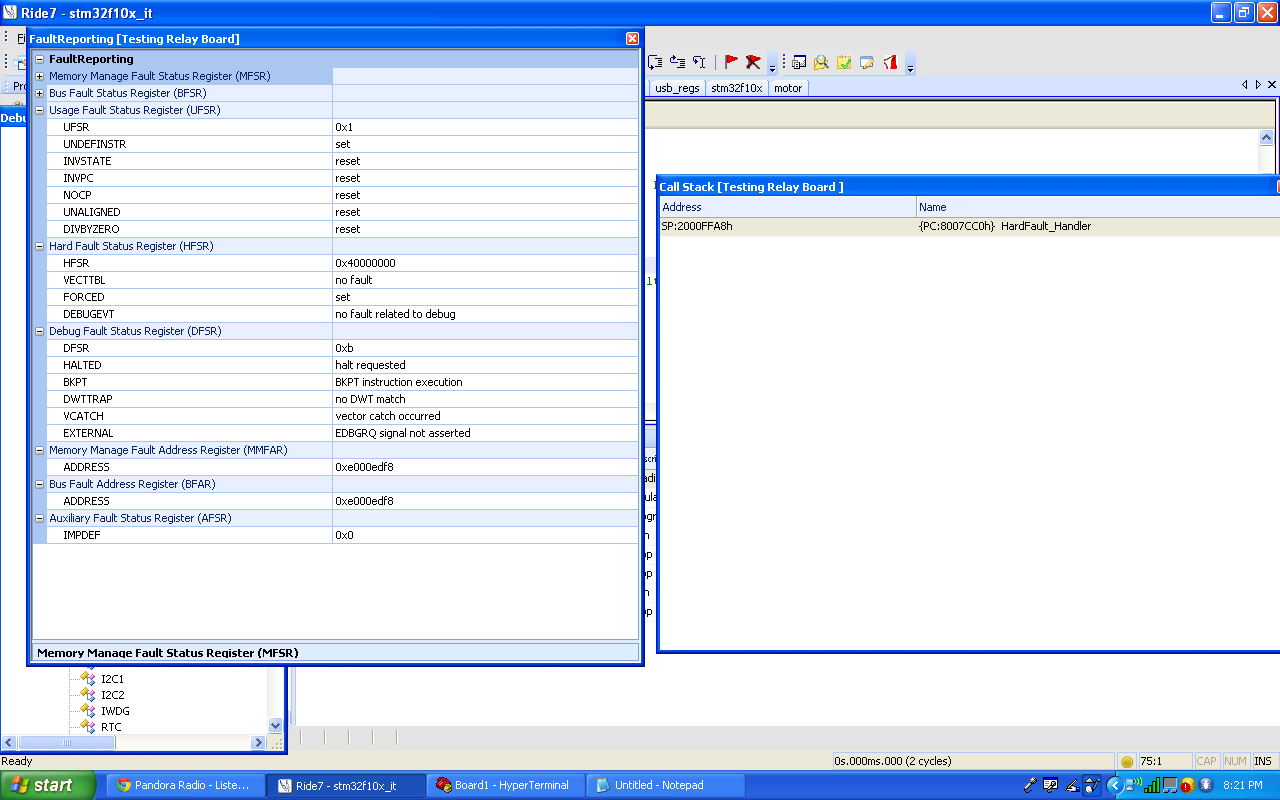 Ride7 - stm32f10x_it
FaultReporting [Testing Relay Board]
FaultReporting
Memory Manage Fault Status Register (MFSR)
Bus Fault Status Register (BFSR)
Usage Fault Status Register (UFSR)
UFSR 0x1
UNDEFINSTR set
INVSTATE reset
INVPC reset
NOCP reset
UNALIGNED reset
DIVBYZERO reset
Hard Fault Status Register (HFSR)
HFSR 0x40000000
VECTTBL no fault
FORCED set
DEBUGEVT no fault related to debug
Debug Fault Status Register (DFSR)
DFSR 0xb
HALTED halt requested
BKPT BKPT instruction execution
DWTTRAP no DWT match
VCATCH vector catch occurred
EXTERNAL EDBGRQ signal not asserted
Memory Manage Fault Address Register (MMFAR)
ADDRESS 0xe000edf8
Bus Fault Address Register (BFAR)
ADDRESS 0xe000edf8
Auxiliary Fault Status Register (AFSR)
IMPDEF 0x0
Memory Manage Fault Status Register (MFSR)
usb_regs stm32f10x motor
Call Stack [Testing Relay Board ]
Address Name
SP:2000FFA8h {PC:8007CC0h} HardFault_Handler
Debu
I2C1
I2C2
IWDG
RTC
Ready 0s.000ms.000 (2 cycles) 75:1 CAP NUM INS
start Pandora Radio - Liste... Ride7 - stm32f10x_it Board1 - HyperTerminal Untitled - Notepad 8:21 PM